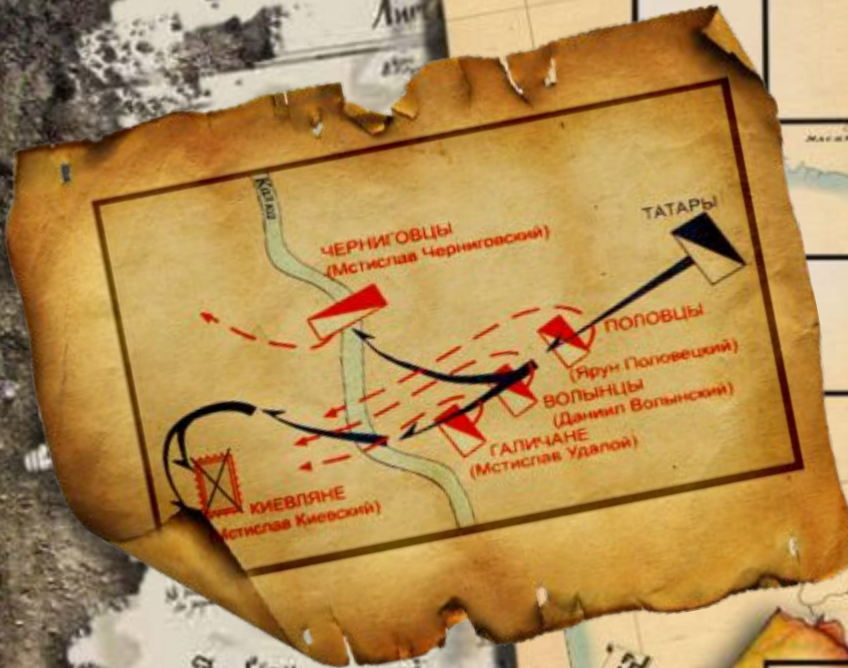 Калка
ТАТАРЫ
ЧЕРНИГОВЦЫ
(Мстислав Черниговский)
ПОЛОВЦЫ
(Ярун Половецкий)
ВОЛЫНЦЫ
(Даниил Волынский)
ГАЛИЧАНЕ
(Мстислав Удалой)
КИЕВЛЯНЕ
Мстислав Киевский)